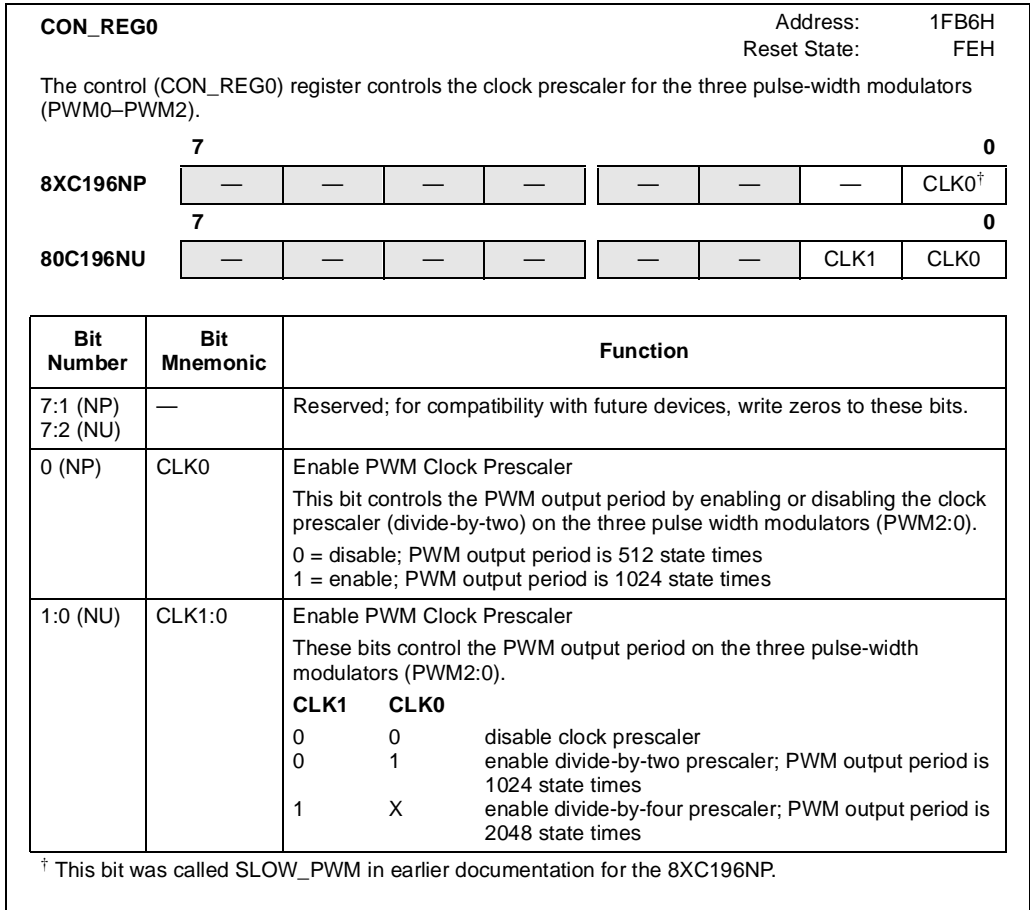 CON_REG0 Address: 1FB6H
Reset State: FEH
The control (CON_REG0) register controls the clock prescaler for the three pulse-width modulators
(PWM0–PWM2).
7 0
8XC196NP — — — — — — — CLK0†
7 0
80C196NU — — — — — — CLK1 CLK0
Bit Number Bit Mnemonic Function
7:1 (NP) — Reserved; for compatibility with future devices, write zeros to these bits.
7:2 (NU)
0 (NP) CLK0 Enable PWM Clock Prescaler
This bit controls the PWM output period by enabling or disabling the clock
prescaler (divide-by-two) on the three pulse width modulators (PWM2:0).
0 = disable; PWM output period is 512 state times
1 = enable; PWM output period is 1024 state times
1:0 (NU) CLK1:0 Enable PWM Clock Prescaler
These bits control the PWM output period on the three pulse-width
modulators (PWM2:0).
CLK1 CLK0
0 0 disable clock prescaler
0 1 enable divide-by-two prescaler; PWM output period is
1024 state times
1 X enable divide-by-four prescaler; PWM output period is
2048 state times
† This bit was called SLOW_PWM in earlier documentation for the 8XC196NP.